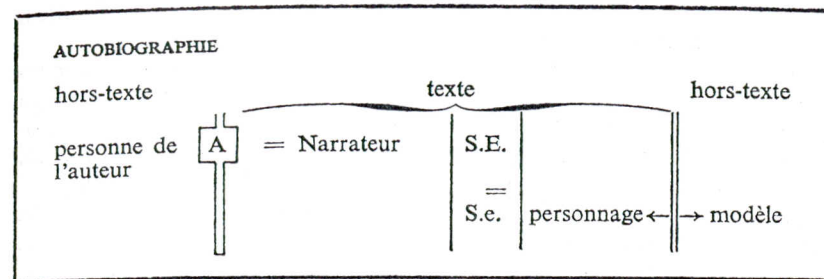 AUTOBIOGRAPHIE
hors-texte texte hors-texte
personne de l'auteur A = Narrateur S.E.
=
S.e. personnage ← → modèle